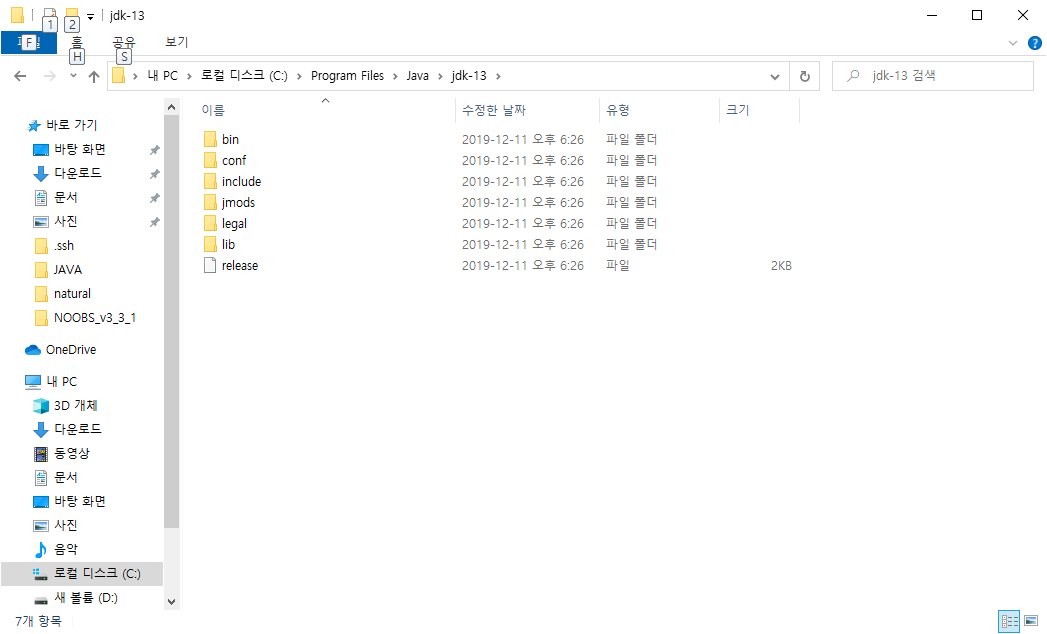 jdk-13
1 2
파일 홈 공유 보기
F H S
내 PC 로컬 디스크 (C:) Program Files Java jdk-13
jdk-13 검색
바로 가기
바탕 화면
다운로드
문서
사진
.ssh
JAVA
natural
NOOBS_v3_3_1
OneDrive
내 PC
3D 개체
다운로드
동영상
문서
바탕 화면
사진
음악
로컬 디스크 (C:)
새 볼륨 (D:)
이름 수정한 날짜 유형 크기
bin 2019-12-11 오후 6:26 파일 폴더
conf 2019-12-11 오후 6:26 파일 폴더
include 2019-12-11 오후 6:26 파일 폴더
jmods 2019-12-11 오후 6:26 파일 폴더
legal 2019-12-11 오후 6:26 파일 폴더
lib 2019-12-11 오후 6:26 파일 폴더
release 2019-12-11 오후 6:26 파일 2KB
7개 항목